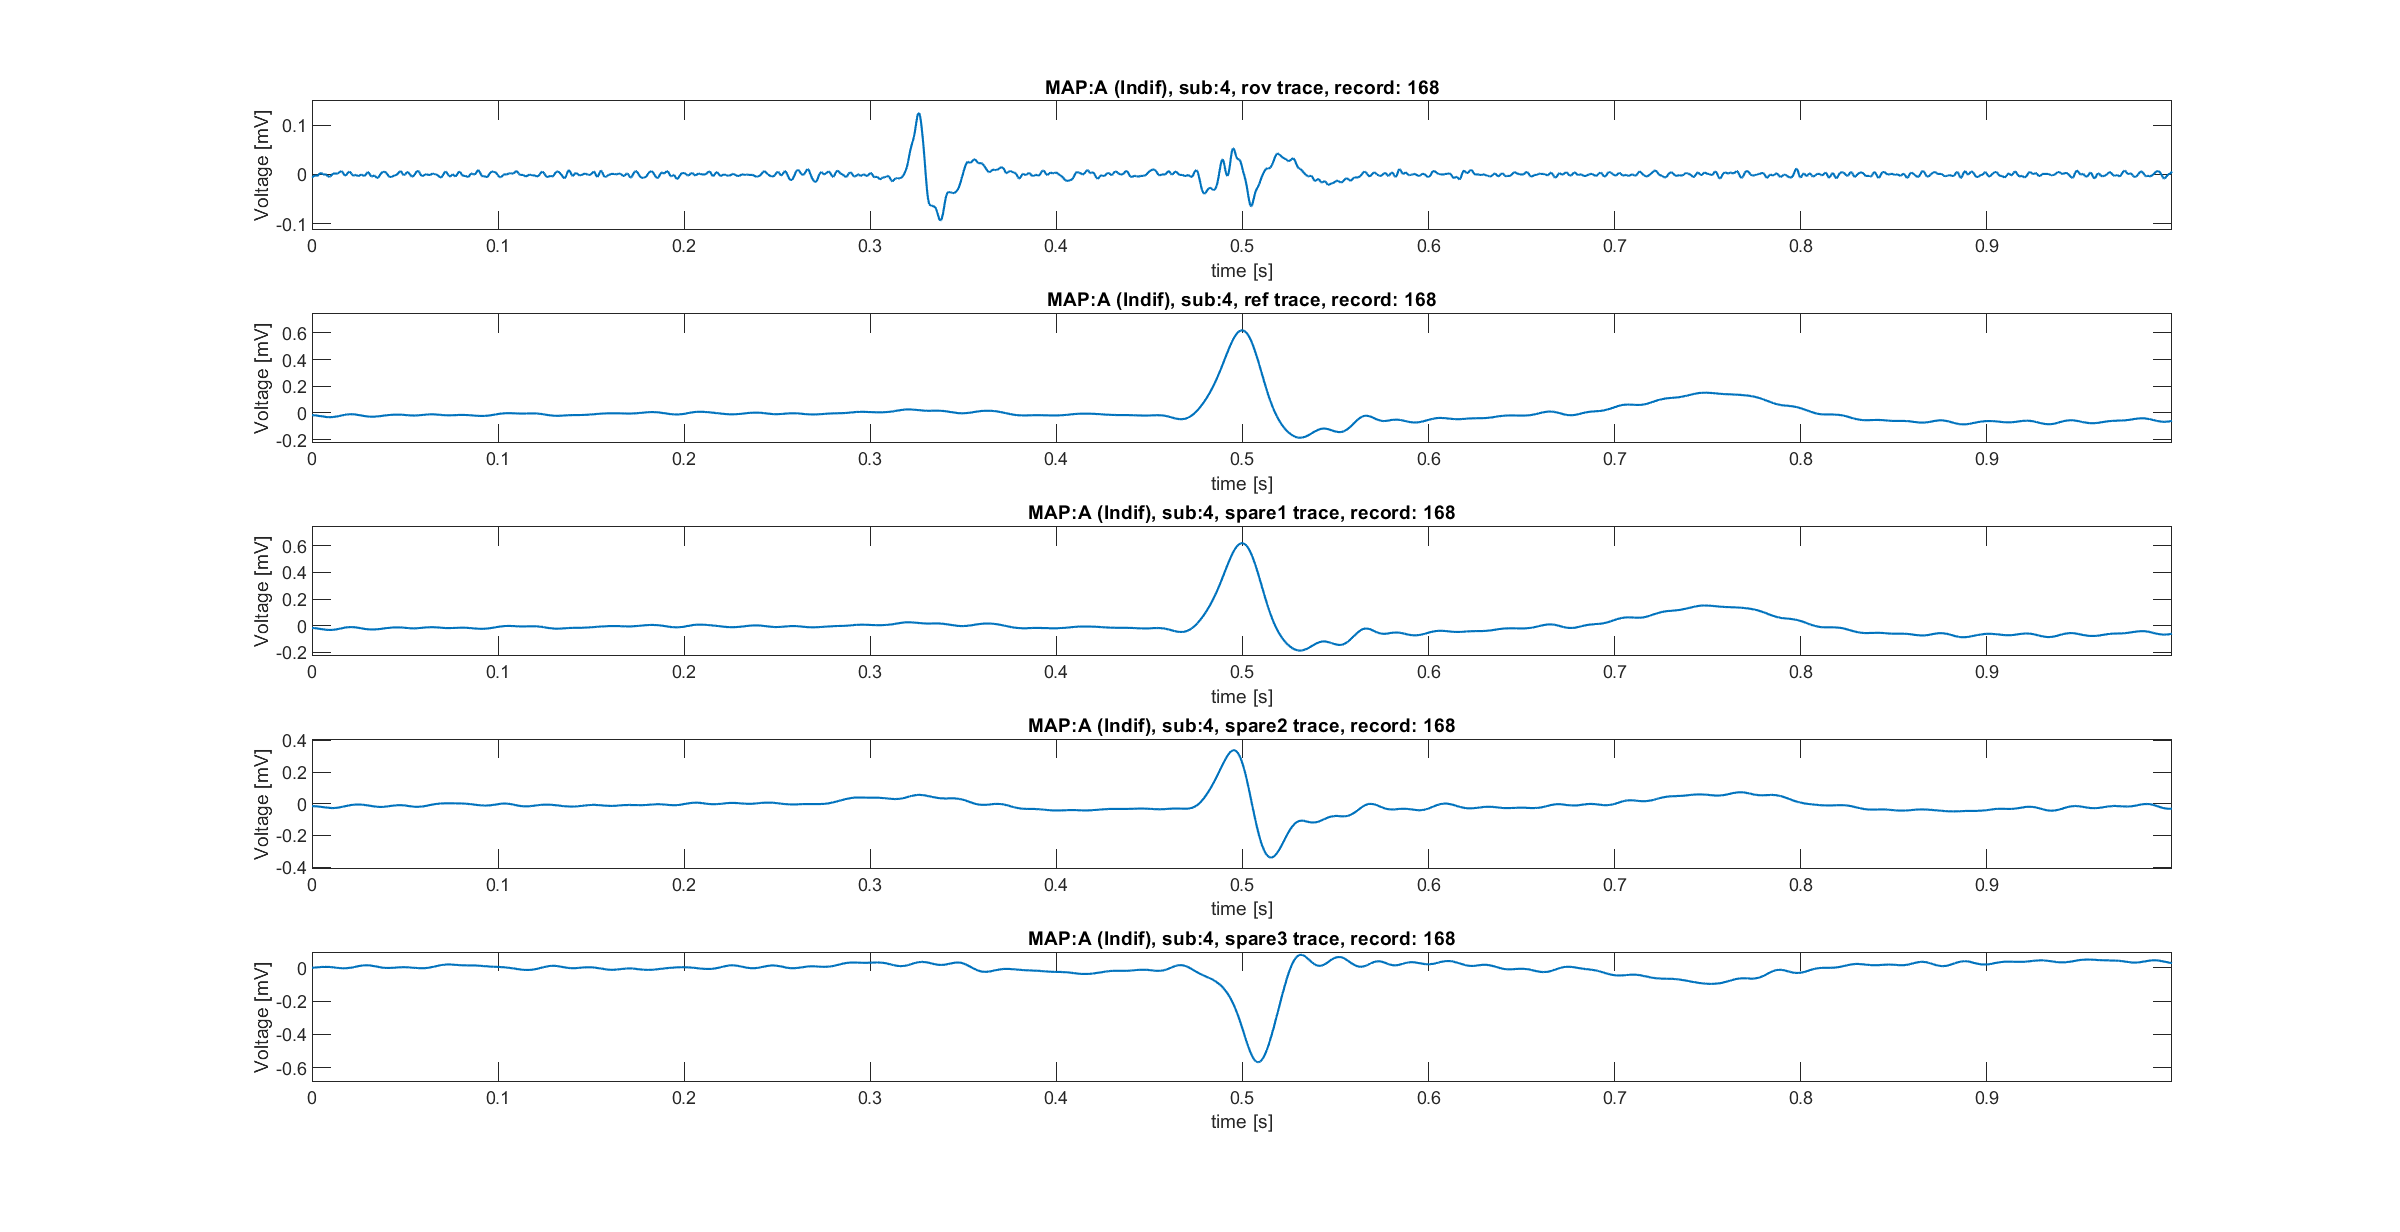 MAP:A (Indif), sub:4, rov trace, record: 168
Voltage [mV]
0.1
0
-0.1
0 0.1 0.2 0.3 0.4 0.5 0.6 0.7 0.8 0.9
time [s]
MAP:A (Indif), sub:4, ref trace, record: 168
Voltage [mV]
0.6
0.4
0.2
0
-0.2
0 0.1 0.2 0.3 0.4 0.5 0.6 0.7 0.8 0.9
time [s]
MAP:A (Indif), sub:4, spare1 trace, record: 168
Voltage [mV]
0.6
0.4
0.2
0
-0.2
0 0.1 0.2 0.3 0.4 0.5 0.6 0.7 0.8 0.9
time [s]
MAP:A (Indif), sub:4, spare2 trace, record: 168
Voltage [mV]
0.4
0.2
0
-0.2
-0.4
0 0.1 0.2 0.3 0.4 0.5 0.6 0.7 0.8 0.9
time [s]
MAP:A (Indif), sub:4, spare3 trace, record: 168
Voltage [mV]
0
-0.2
-0.4
-0.6
0 0.1 0.2 0.3 0.4 0.5 0.6 0.7 0.8 0.9
time [s]